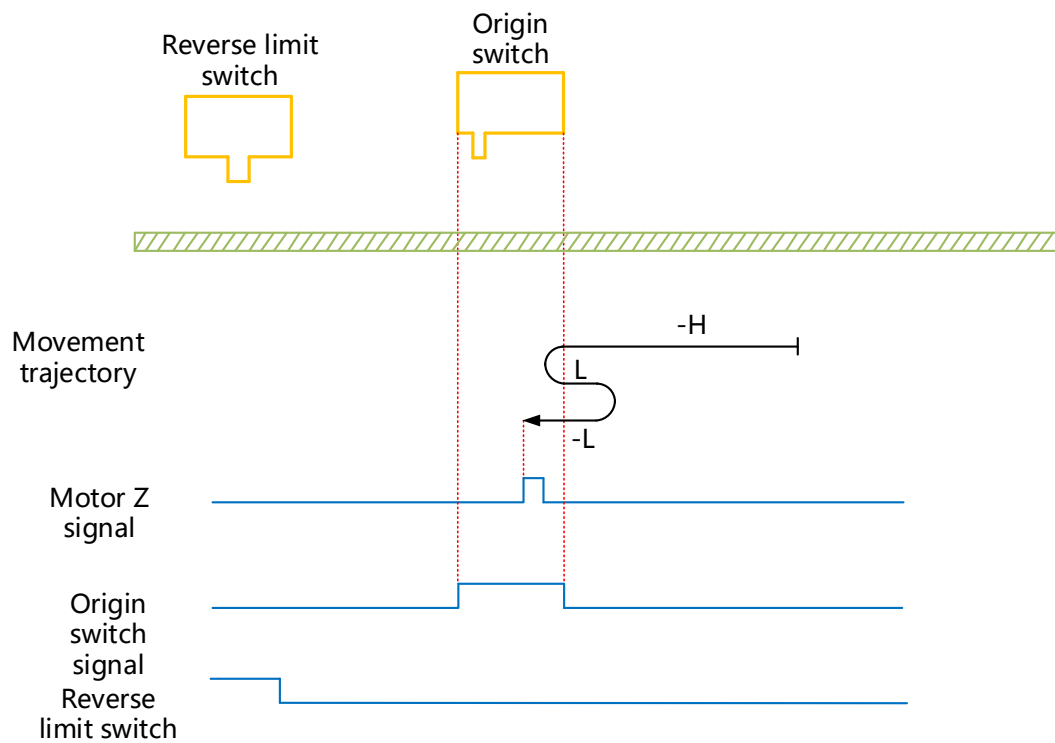 Reverse limit
switch
Origin
switch
Movement
trajectory
-H
L
-L
Motor Z
signal
Origin
switch
signal
Reverse
limit switch